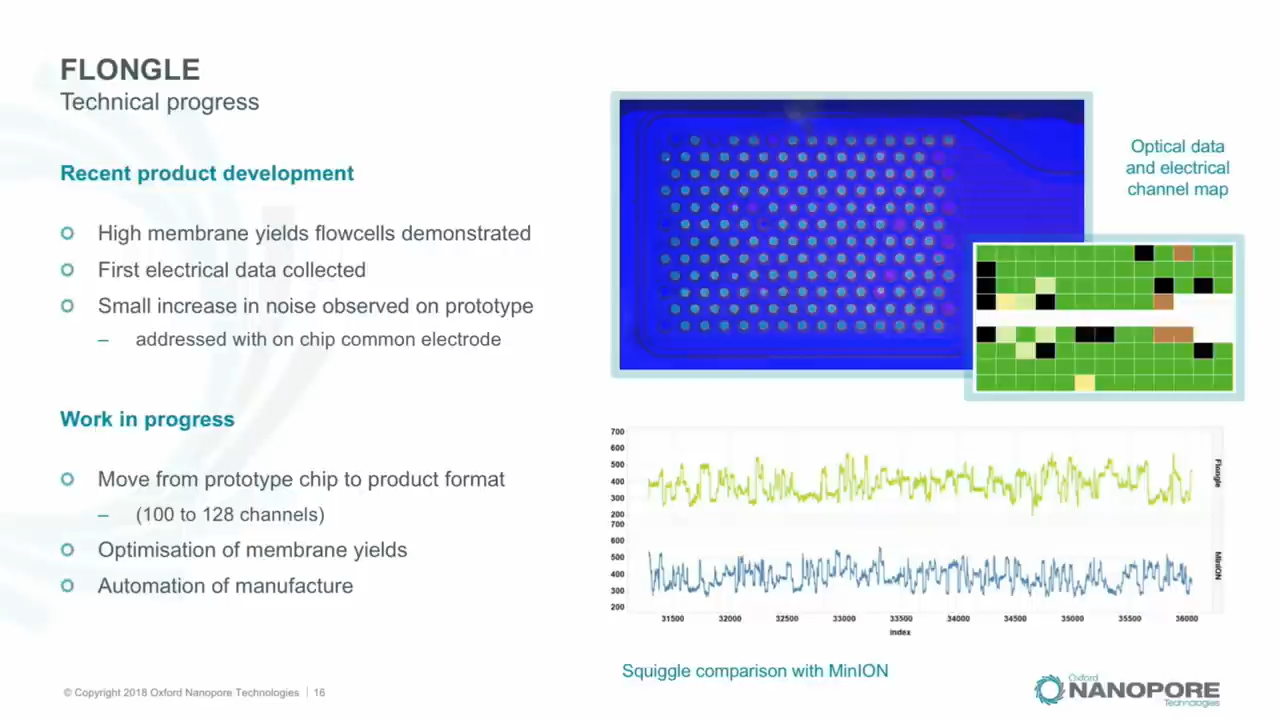 FLONGLE
Technical progress
Recent product development
High membrane yields flowcells demonstrated
First electrical data collected
Small increase in noise observed on prototype
– addressed with on chip common electrode
Work in progress
Move from prototype chip to product format
– (100 to 128 channels)
Optimisation of membrane yields
Automation of manufacture
Optical data
and electrical
channel map
700
600
500
400
300
200
Flongle
700
600
500
400
300
200
MinION
31500 32000 32500 33000 33500 34000 34500 35000 35500 36000
index
Squiggle comparison with MinION
© Copyright 2018 Oxford Nanopore Technologies | 16
Oxford
NANOPORE
Technologies